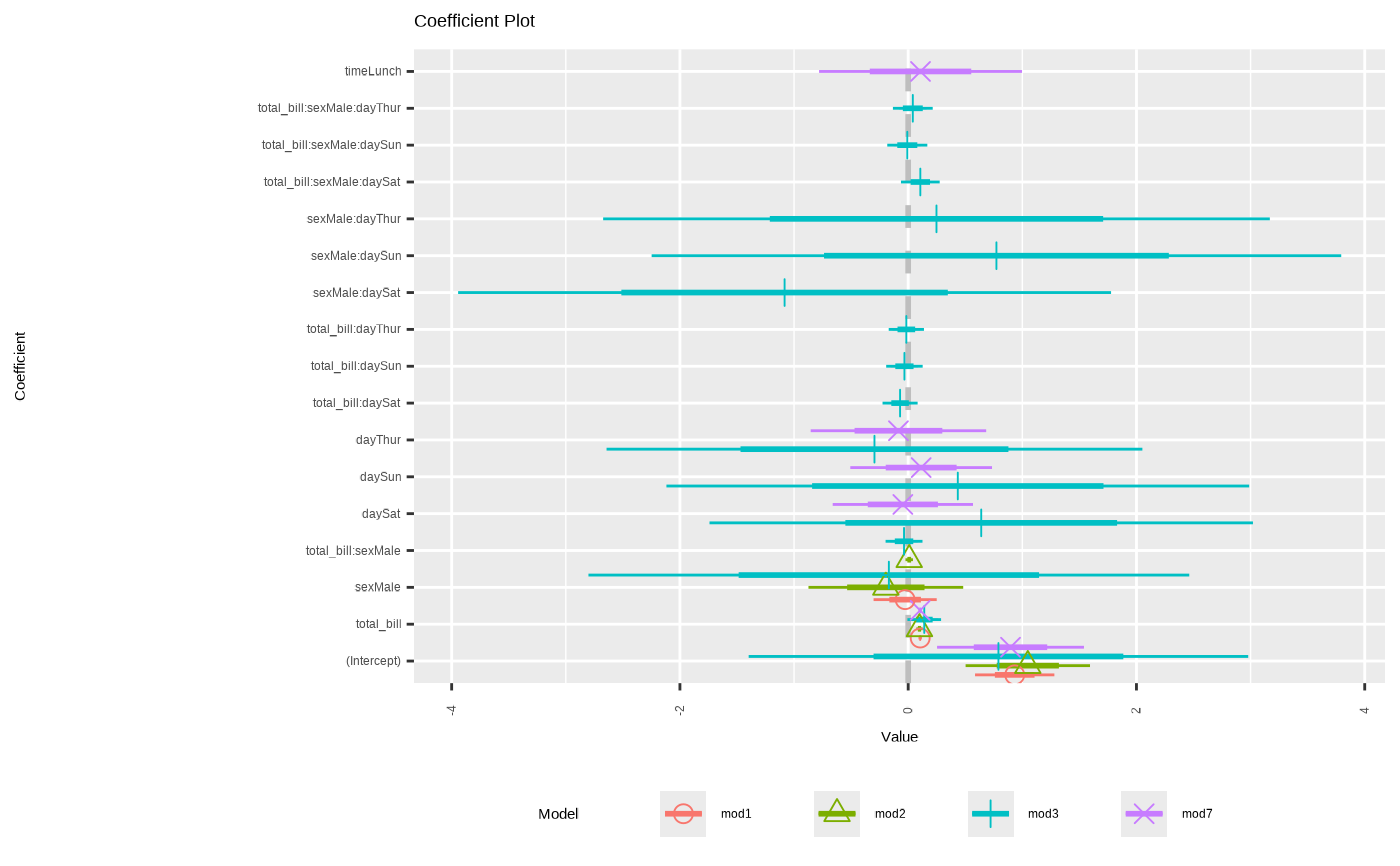 Coefficient Plot
timeLunch
total_bill:sexMale:dayThur
total_bill:sexMale:daySun
total_bill:sexMale:daySat
sexMale:dayThur
sexMale:daySun
sexMale:daySat
total_bill:dayThur
total_bill:daySun
total_bill:daySat
dayThur
daySun
daySat
total_bill:sexMale
sexMale
total_bill
(Intercept)
Coefficient
-4 -2 0 2 4
Value
Model mod1 mod2 mod3 mod7